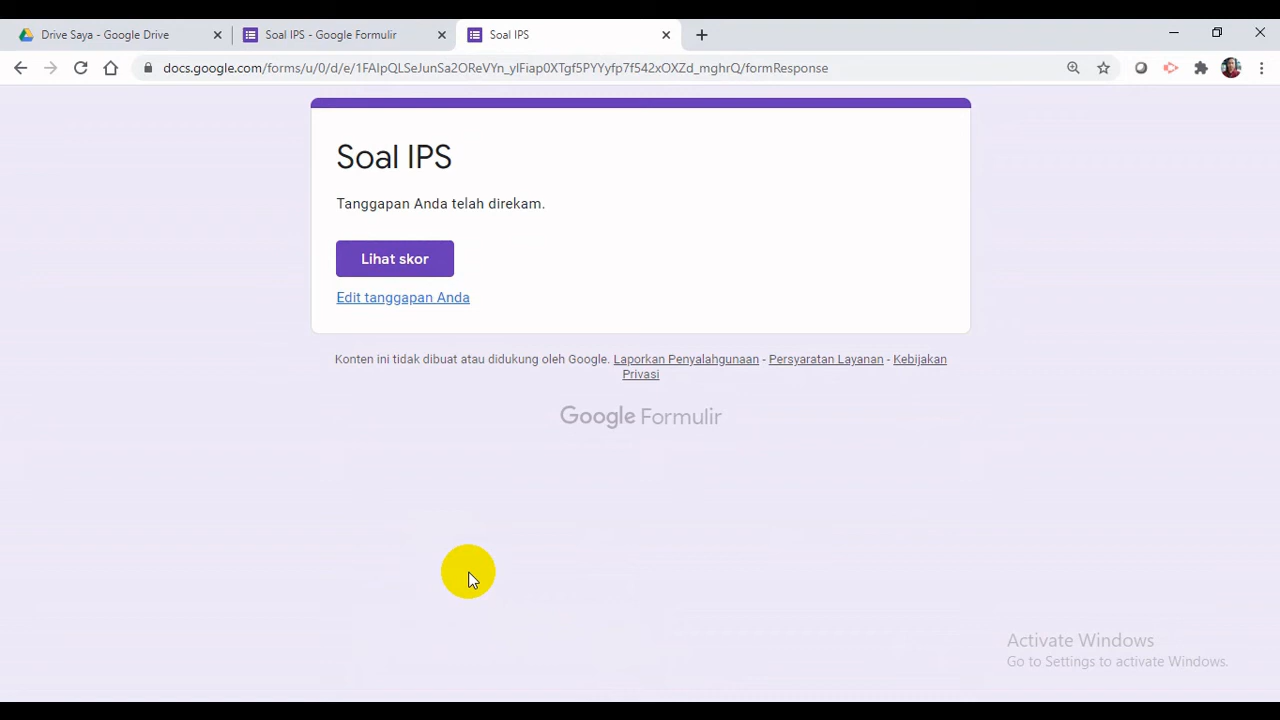 Drive Saya - Google Drive
Soal IPS - Google Formulir
Soal IPS
docs.google.com/forms/u/0/d/e/1FAIpQLSeJunSa2OReVYn_ylFiap0XTgf5PYYyfp7f542xOXZd_mghrQ/formResponse
Soal IPS
Tanggapan Anda telah direkam.
Lihat skor
Edit tanggapan Anda
Konten ini tidak dibuat atau didukung oleh Google. Laporkan Penyalahgunaan - Persyaratan Layanan - Kebijakan
Privasi
Google Formulir
Activate Windows
Go to Settings to activate Windows.